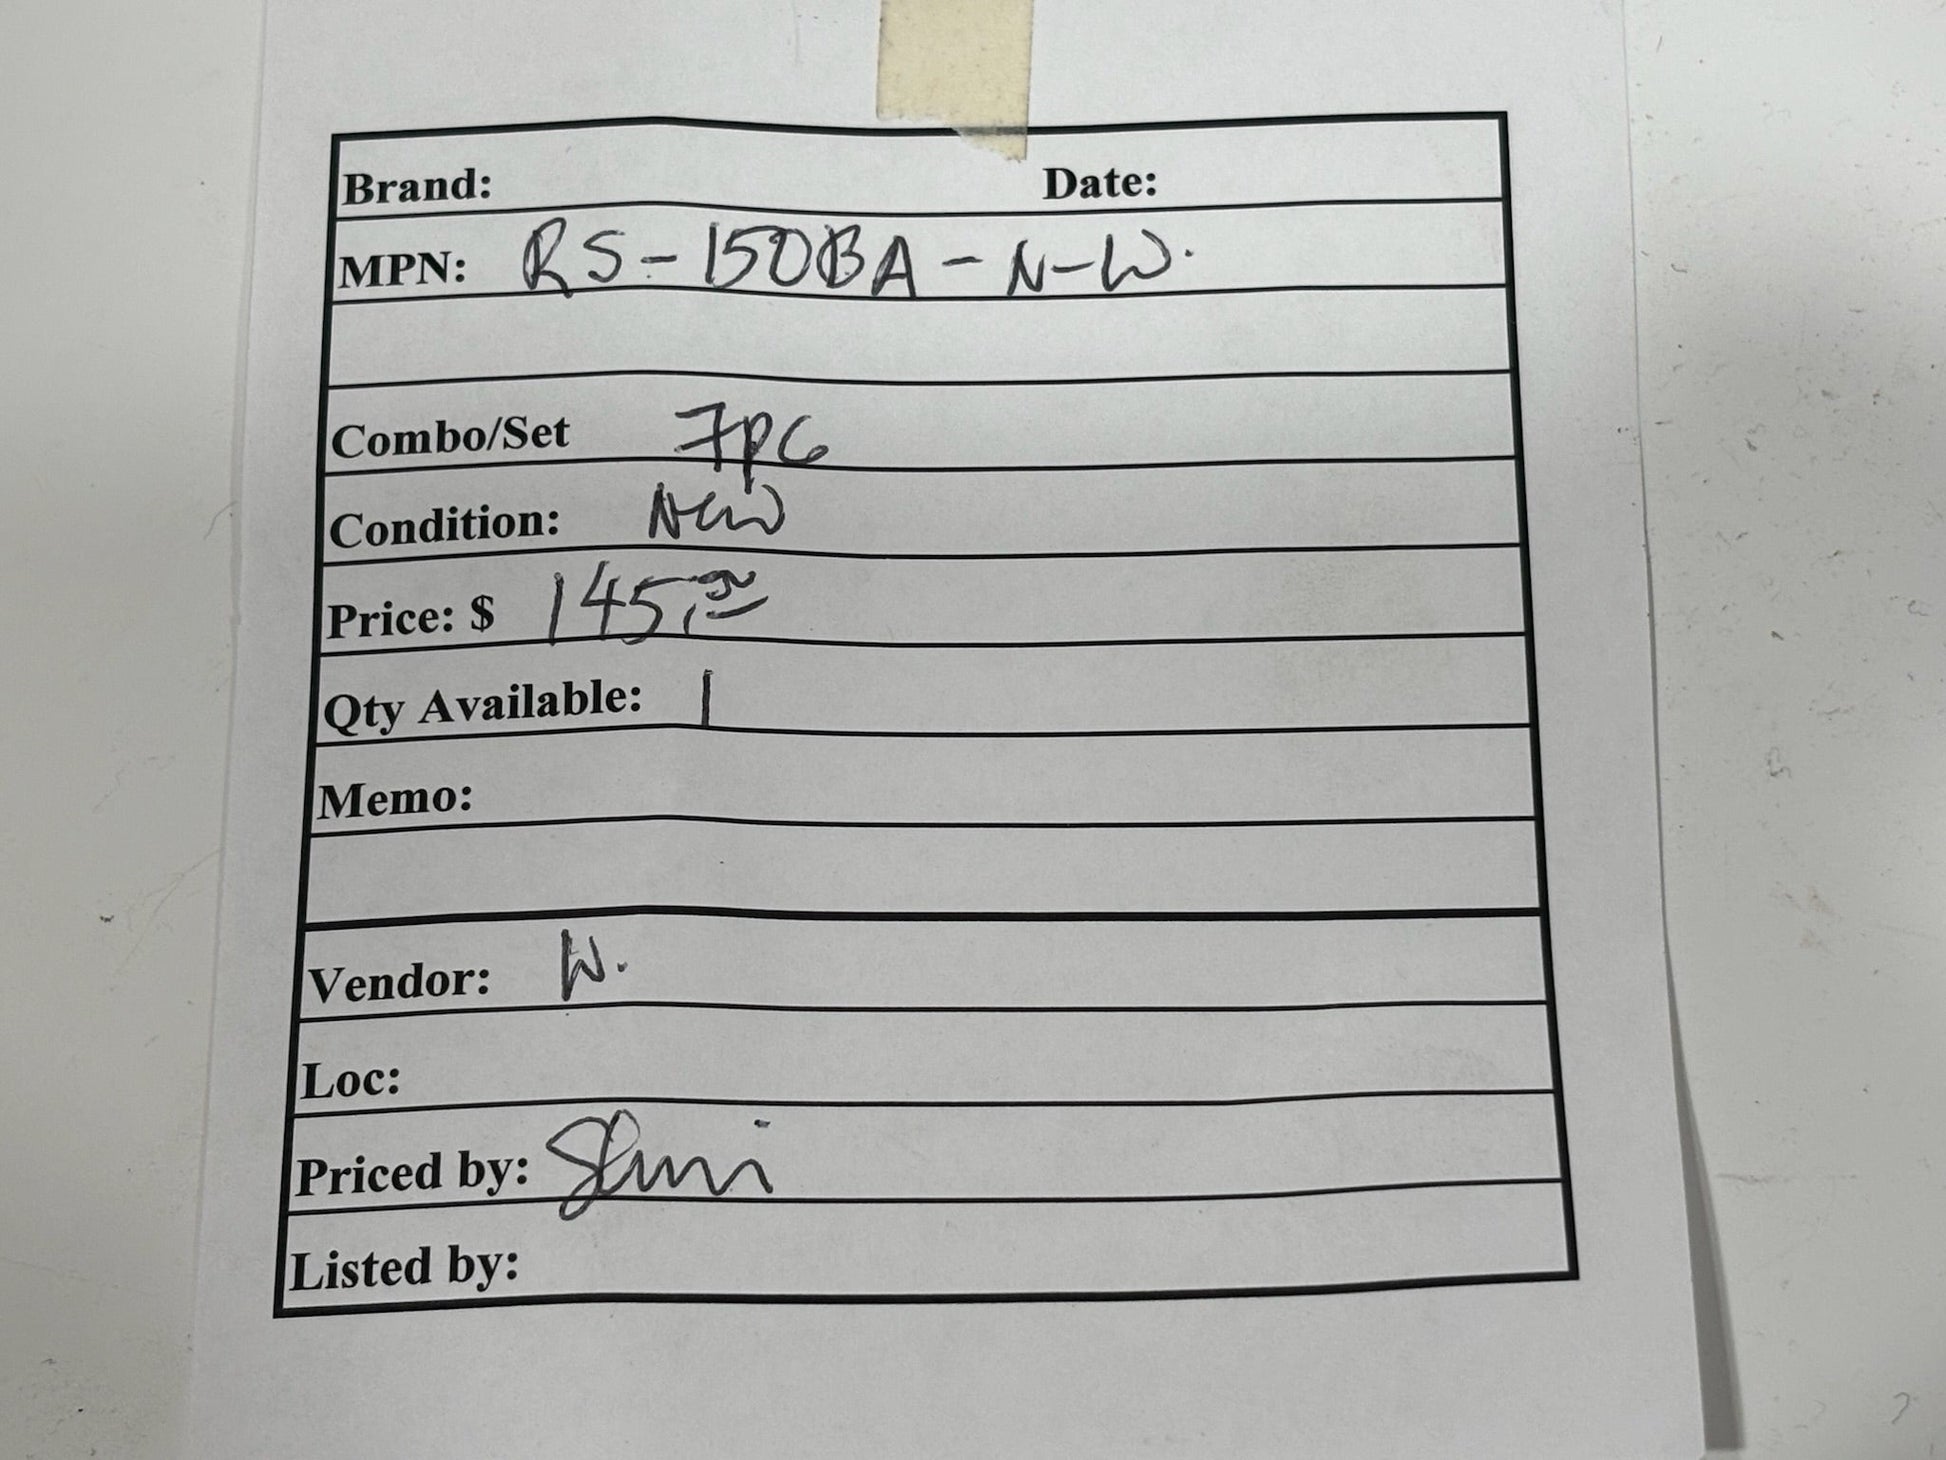 Brand: Date:
MPN: RS-150BA-N-W.
Combo/Set 7PC
Condition: New
Price: $ 145.00
Qty Available: 1
Memo:
Vendor: W.
Loc:
Priced by:
Listed by: